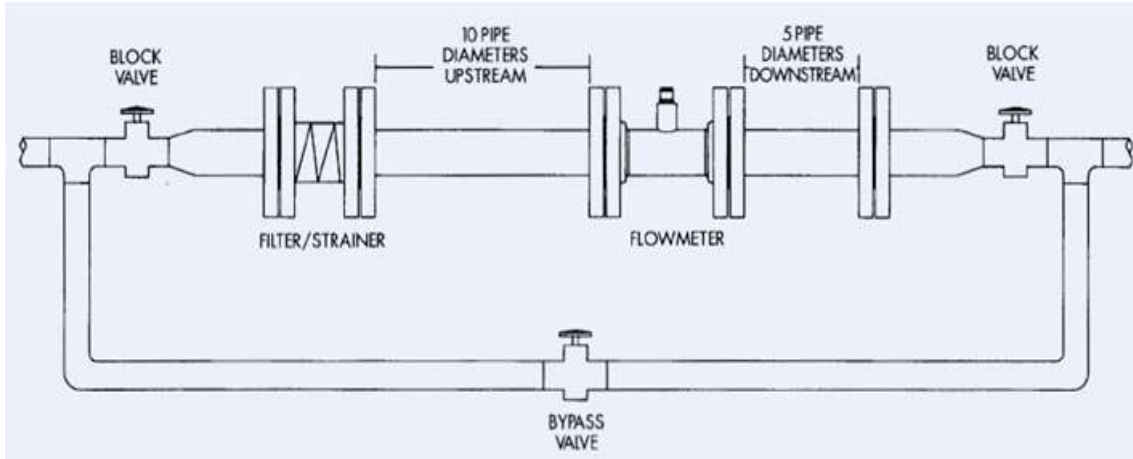 BLOCK
VALVE
10 PIPE
DIAMETERS
UPSTREAM
5 PIPE
DIAMETERS
DOWNSTREAM
BLOCK
VALVE
FILTER/STRAINER
FLOWMETER
BYPASS
VALVE